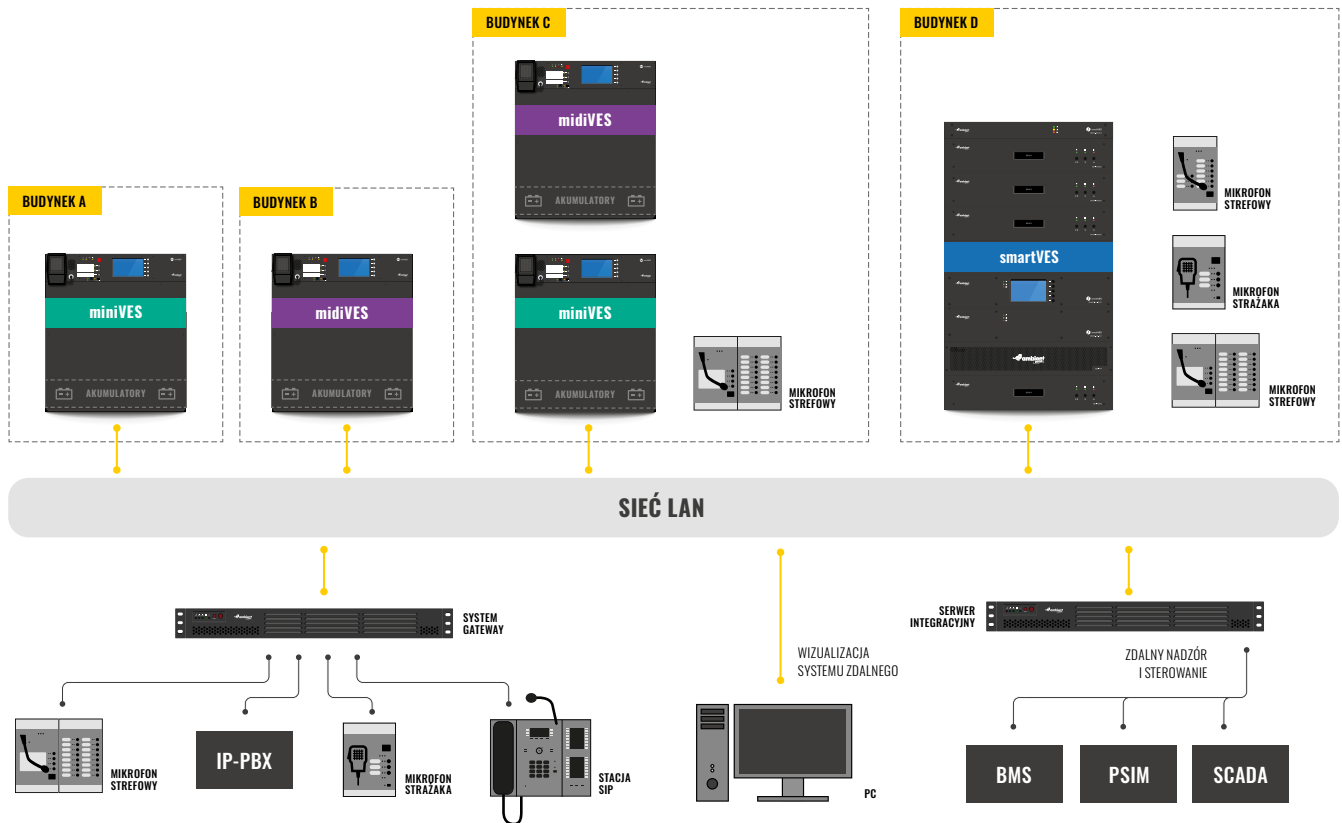 BUDYNEK C
BUDYNEK D
midiVES
AKUMULATORY
MIKROFON
STREFOWY
BUDYNEK A
BUDYNEK B
smartVES
MIKROFON
STRAŻAKA
miniVES
midiVES
miniVES
ambient
AKUMULATORY
AKUMULATORY
AKUMULATORY
MIKROFON
STREFOWY
MIKROFON
STREFOWY
SIEĆ LAN
SYSTEM
GATEWAY
SERWER
INTEGRACYJNY
WIZUALIZACJA
SYSTEMU ZDALNEGO
ZDALNY NADZÓR
I STEROWANIE
MIKROFON
STREFOWY
IP-PBX
MIKROFON
STRAŻAKA
STACJA
SIP
PC
BMS
PSIM
SCADA